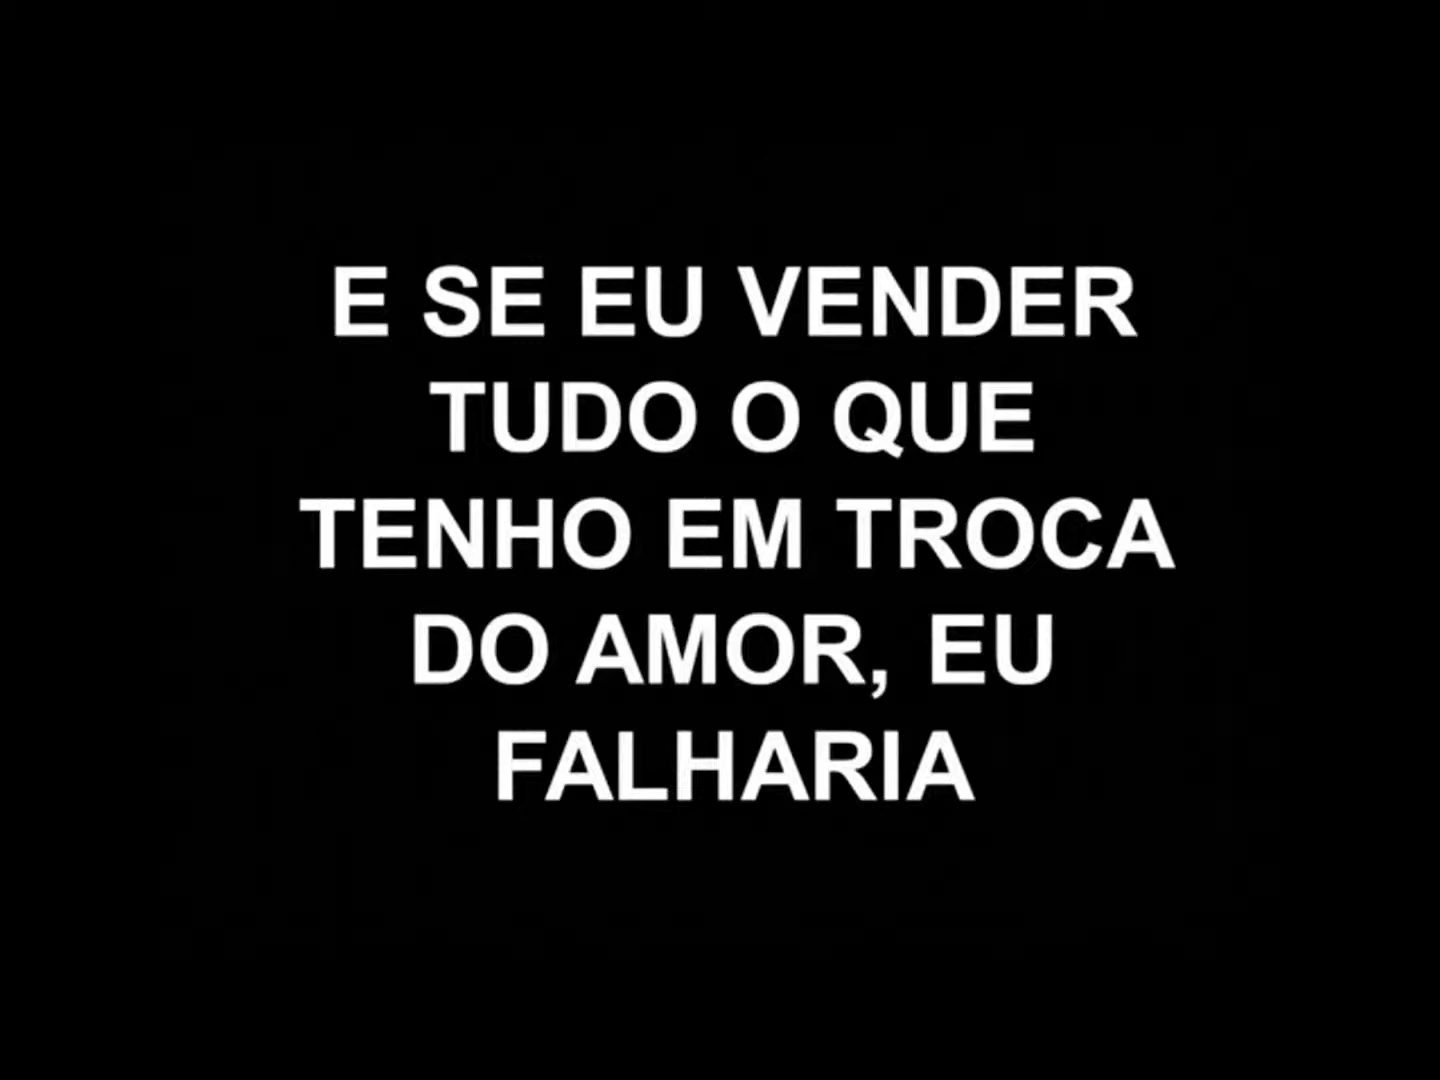 E SE EU VENDER
TUDO O QUE
TENHO EM TROCA
DO AMOR, EU
FALHARIA